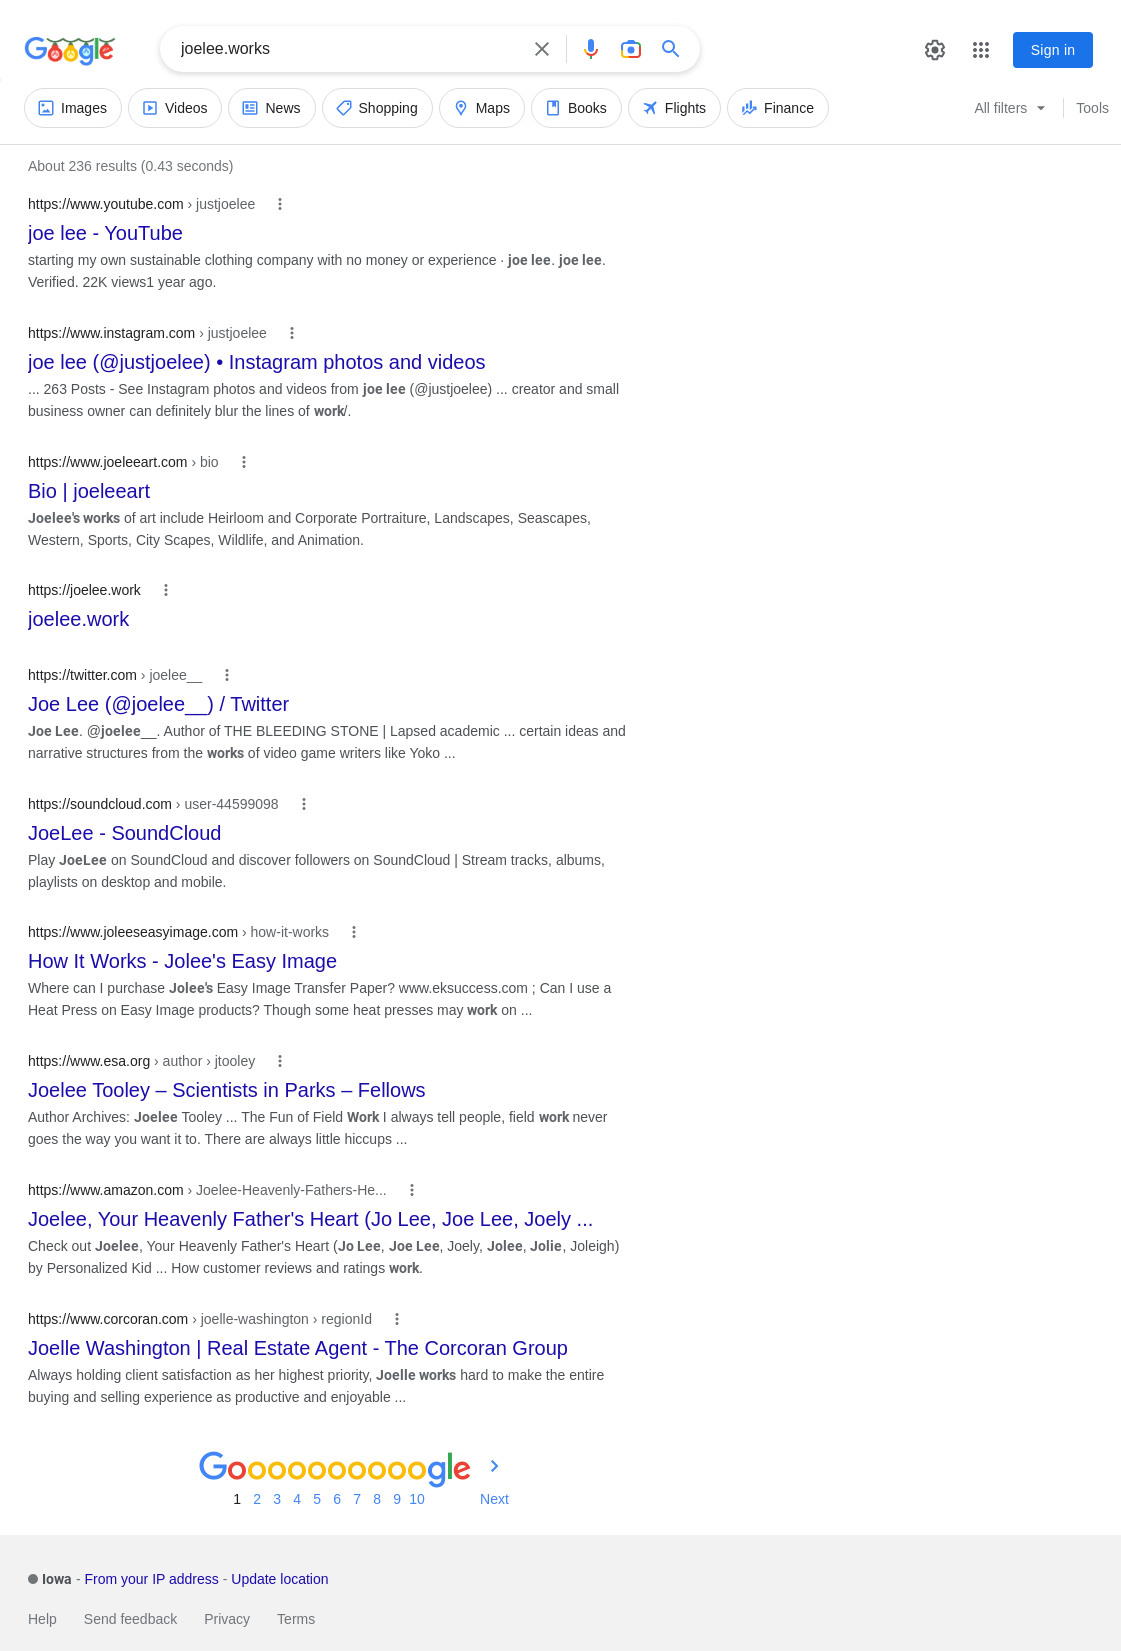 Google
joelee.works
Sign in
Images
Videos
News
Shopping
Maps
Books
Flights
Finance
All filters
Tools
About 236 results (0.43 seconds)
https://www.youtube.com › justjoelee
joe lee - YouTube
starting my own sustainable clothing company with no money or experience · joe lee. joe lee.
Verified. 22K views1 year ago.
https://www.instagram.com › justjoelee
joe lee (@justjoelee) • Instagram photos and videos
... 263 Posts - See Instagram photos and videos from joe lee (@justjoelee) ... creator and small
business owner can definitely blur the lines of work/.
https://www.joeleeart.com › bio
Bio | joeleeart
Joelee's works of art include Heirloom and Corporate Portraiture, Landscapes, Seascapes,
Western, Sports, City Scapes, Wildlife, and Animation.
https://joelee.work
joelee.work
https://twitter.com › joelee__
Joe Lee (@joelee__) / Twitter
Joe Lee. @joelee__. Author of THE BLEEDING STONE | Lapsed academic ... certain ideas and
narrative structures from the works of video game writers like Yoko ...
https://soundcloud.com › user-44599098
JoeLee - SoundCloud
Play JoeLee on SoundCloud and discover followers on SoundCloud | Stream tracks, albums,
playlists on desktop and mobile.
https://www.joleeseasyimage.com › how-it-works
How It Works - Jolee's Easy Image
Where can I purchase Jolee's Easy Image Transfer Paper? www.eksuccess.com ; Can I use a
Heat Press on Easy Image products? Though some heat presses may work on ...
https://www.esa.org › author › jtooley
Joelee Tooley – Scientists in Parks – Fellows
Author Archives: Joelee Tooley ... The Fun of Field Work I always tell people, field work never
goes the way you want it to. There are always little hiccups ...
https://www.amazon.com › Joelee-Heavenly-Fathers-He...
Joelee, Your Heavenly Father's Heart (Jo Lee, Joe Lee, Joely ...
Check out Joelee, Your Heavenly Father's Heart (Jo Lee, Joe Lee, Joely, Jolee, Jolie, Joleigh)
by Personalized Kid ... How customer reviews and ratings work.
https://www.corcoran.com › joelle-washington › regionId
Joelle Washington | Real Estate Agent - The Corcoran Group
Always holding client satisfaction as her highest priority, Joelle works hard to make the entire
buying and selling experience as productive and enjoyable ...
Goooooooooogle
1 2 3 4 5 6 7 8 9 10 Next
Iowa - From your IP address - Update location
Help Send feedback Privacy Terms